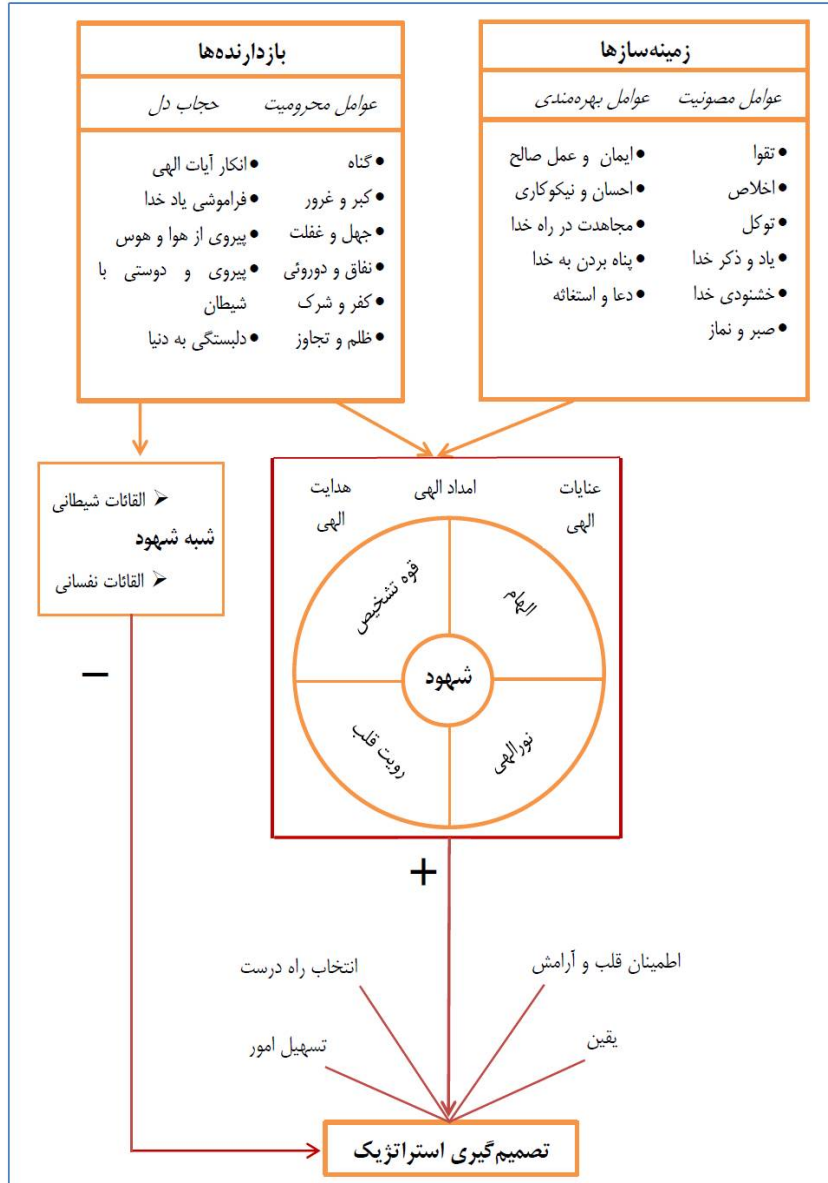 زمینه‌سازها
عوامل مصونیت
عوامل بهره‌مندی
• تقوا
• اخلاص
• توکل
• یاد و ذکر خدا
• خشنودی خدا
• صبر و نماز
• ایمان و عمل صالح
• احسان و نیکوکاری
• مجاهدت در راه خدا
• پناه بردن به خدا
• دعا و استغاثه
بازدارنده‌ها
عوامل محرومیت
حجاب دل
• گناه
• کبر و غرور
• جهل و غفلت
• نفاق و دوروئی
• کفر و شرک
• ظلم و تجاوز
• انکار آیات الهی
• فراموشی یاد خدا
• پیروی از هوا و هوس
• پیروی و دوستی با
شیطان
• دلبستگی به دنیا
عنایات
الهی
امداد الهی
هدایت
الهی
الهام
قوه تشخیص
شهود
نورالهی
رویت قلب
القائات شیطانی
شبه شهود
القائات نفسانی
−
+
اطمینان قلب و آرامش
انتخاب راه درست
یقین
تسهیل امور
تصمیم‌گیری استراتژیک